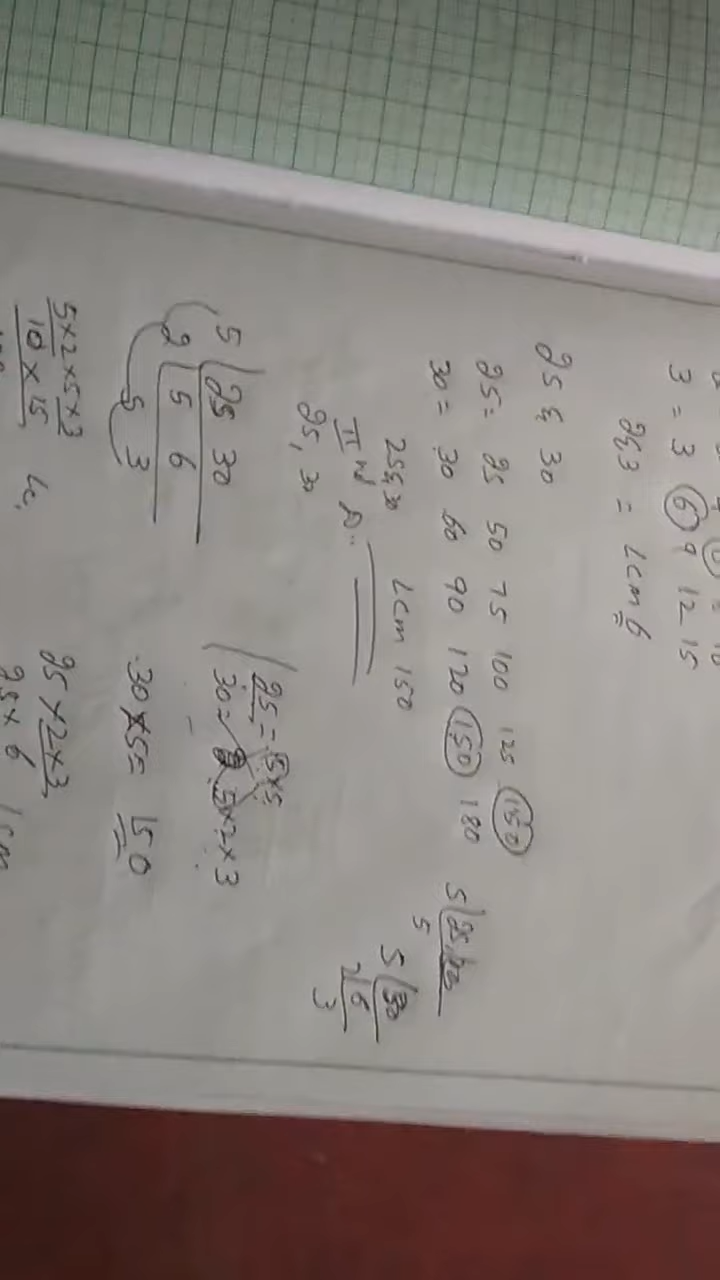 3 = 3 6 9 12 15
2 & 3 = Lcm 6
25 & 30
25 = 25 50 75 100 125 150
30 = 30 60 90 120 150 180
25 & 30 Lcm 150
II
25, 30
5 25 30
2 5 6
5 3
5×2×5×3
10 × 15
5 25
5
5 30
2 6
3
25 = 5×5
30 = 5×2×3
30×5= 150
25×2×3
25×6